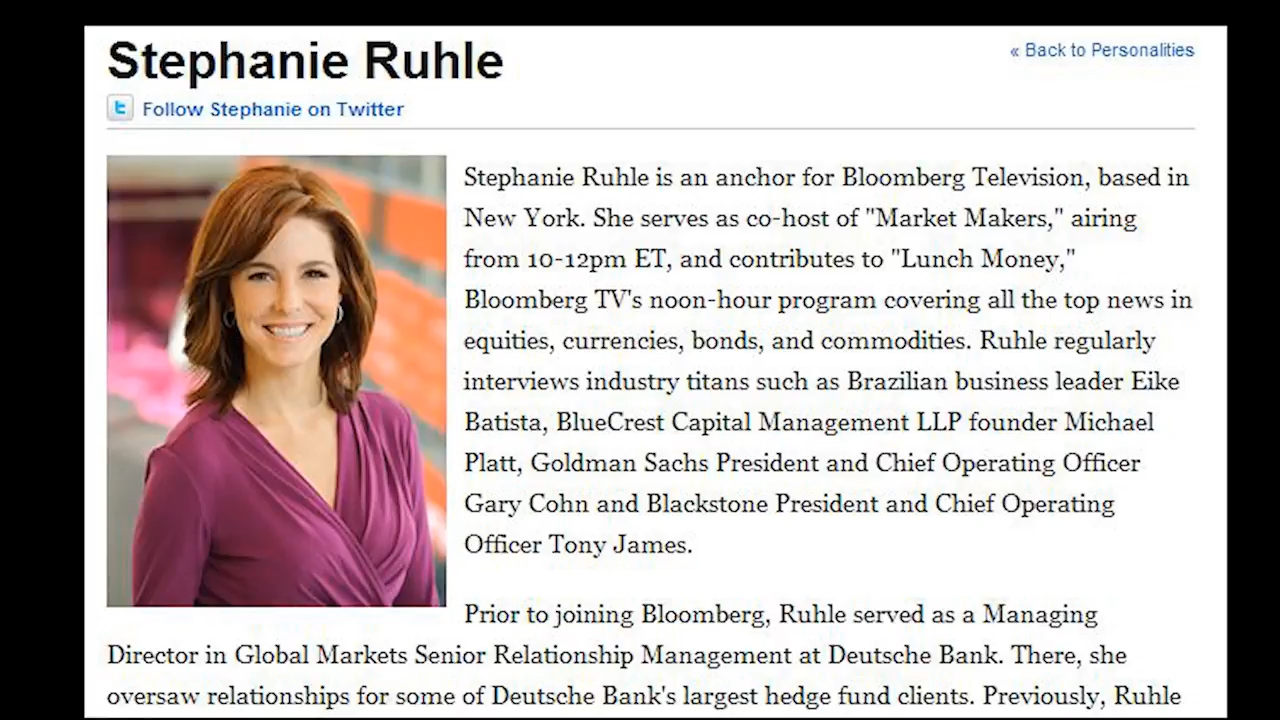 Stephanie Ruhle
« Back to Personalities
Follow Stephanie on Twitter
Stephanie Ruhle is an anchor for Bloomberg Television, based in
New York. She serves as co-host of "Market Makers," airing
from 10-12pm ET, and contributes to "Lunch Money,"
Bloomberg TV's noon-hour program covering all the top news in
equities, currencies, bonds, and commodities. Ruhle regularly
interviews industry titans such as Brazilian business leader Eike
Batista, BlueCrest Capital Management LLP founder Michael
Platt, Goldman Sachs President and Chief Operating Officer
Gary Cohn and Blackstone President and Chief Operating
Officer Tony James.
Prior to joining Bloomberg, Ruhle served as a Managing
Director in Global Markets Senior Relationship Management at Deutsche Bank. There, she
oversaw relationships for some of Deutsche Bank's largest hedge fund clients. Previously, Ruhle